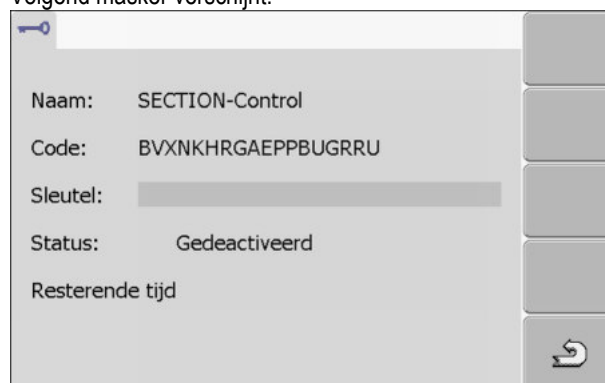 Volgend masker verschijnt:
Naam: SECTION-Control
Code: BVXNKHRGAEPPBUGRRU
Sleutel:
Status: Gedeactiveerd
Resterende tijd